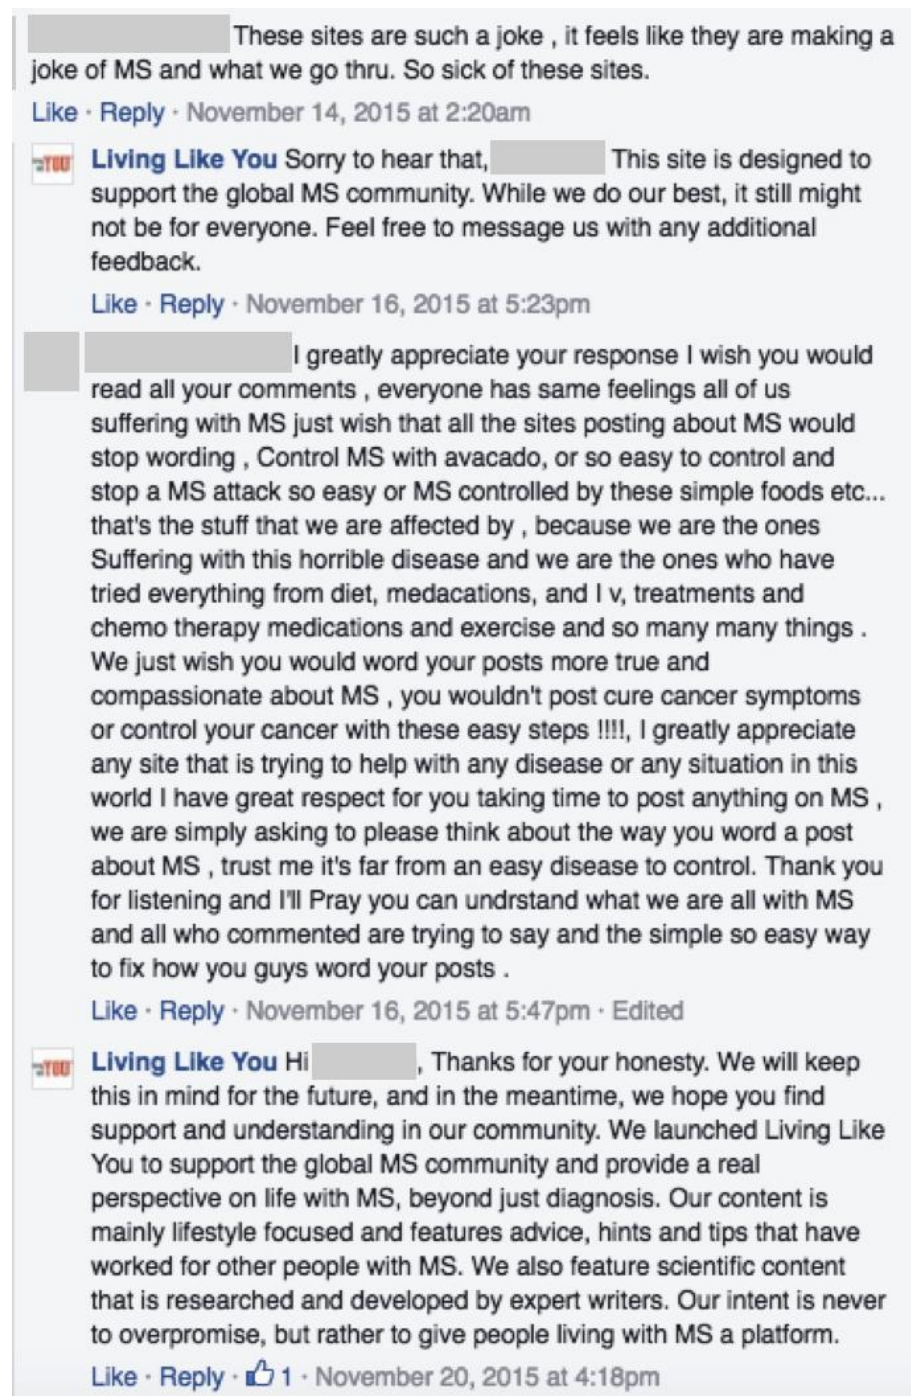 These sites are such a joke , it feels like they are making a
joke of MS and what we go thru. So sick of these sites.
Like · Reply · November 14, 2015 at 2:20am
YOU
Living Like You Sorry to hear that, This site is designed to
support the global MS community. While we do our best, it still might
not be for everyone. Feel free to message us with any additional
feedback.
Like · Reply · November 16, 2015 at 5:23pm
I greatly appreciate your response I wish you would
read all your comments , everyone has same feelings all of us
suffering with MS just wish that all the sites posting about MS would
stop wording , Control MS with avacado, or so easy to control and
stop a MS attack so easy or MS controlled by these simple foods etc...
that's the stuff that we are affected by , because we are the ones
Suffering with this horrible disease and we are the ones who have
tried everything from diet, medacations, and I v, treatments and
chemo therapy medications and exercise and so many many things .
We just wish you would word your posts more true and
compassionate about MS , you wouldn't post cure cancer symptoms
or control your cancer with these easy steps !!!!, I greatly appreciate
any site that is trying to help with any disease or any situation in this
world I have great respect for you taking time to post anything on MS ,
we are simply asking to please think about the way you word a post
about MS , trust me it's far from an easy disease to control. Thank you
for listening and I'll Pray you can undrstand what we are all with MS
and all who commented are trying to say and the simple so easy way
to fix how you guys word your posts .
Like · Reply · November 16, 2015 at 5:47pm · Edited
YOU
Living Like You Hi , Thanks for your honesty. We will keep
this in mind for the future, and in the meantime, we hope you find
support and understanding in our community. We launched Living Like
You to support the global MS community and provide a real
perspective on life with MS, beyond just diagnosis. Our content is
mainly lifestyle focused and features advice, hints and tips that have
worked for other people with MS. We also feature scientific content
that is researched and developed by expert writers. Our intent is never
to overpromise, but rather to give people living with MS a platform.
Like · Reply · 1 · November 20, 2015 at 4:18pm